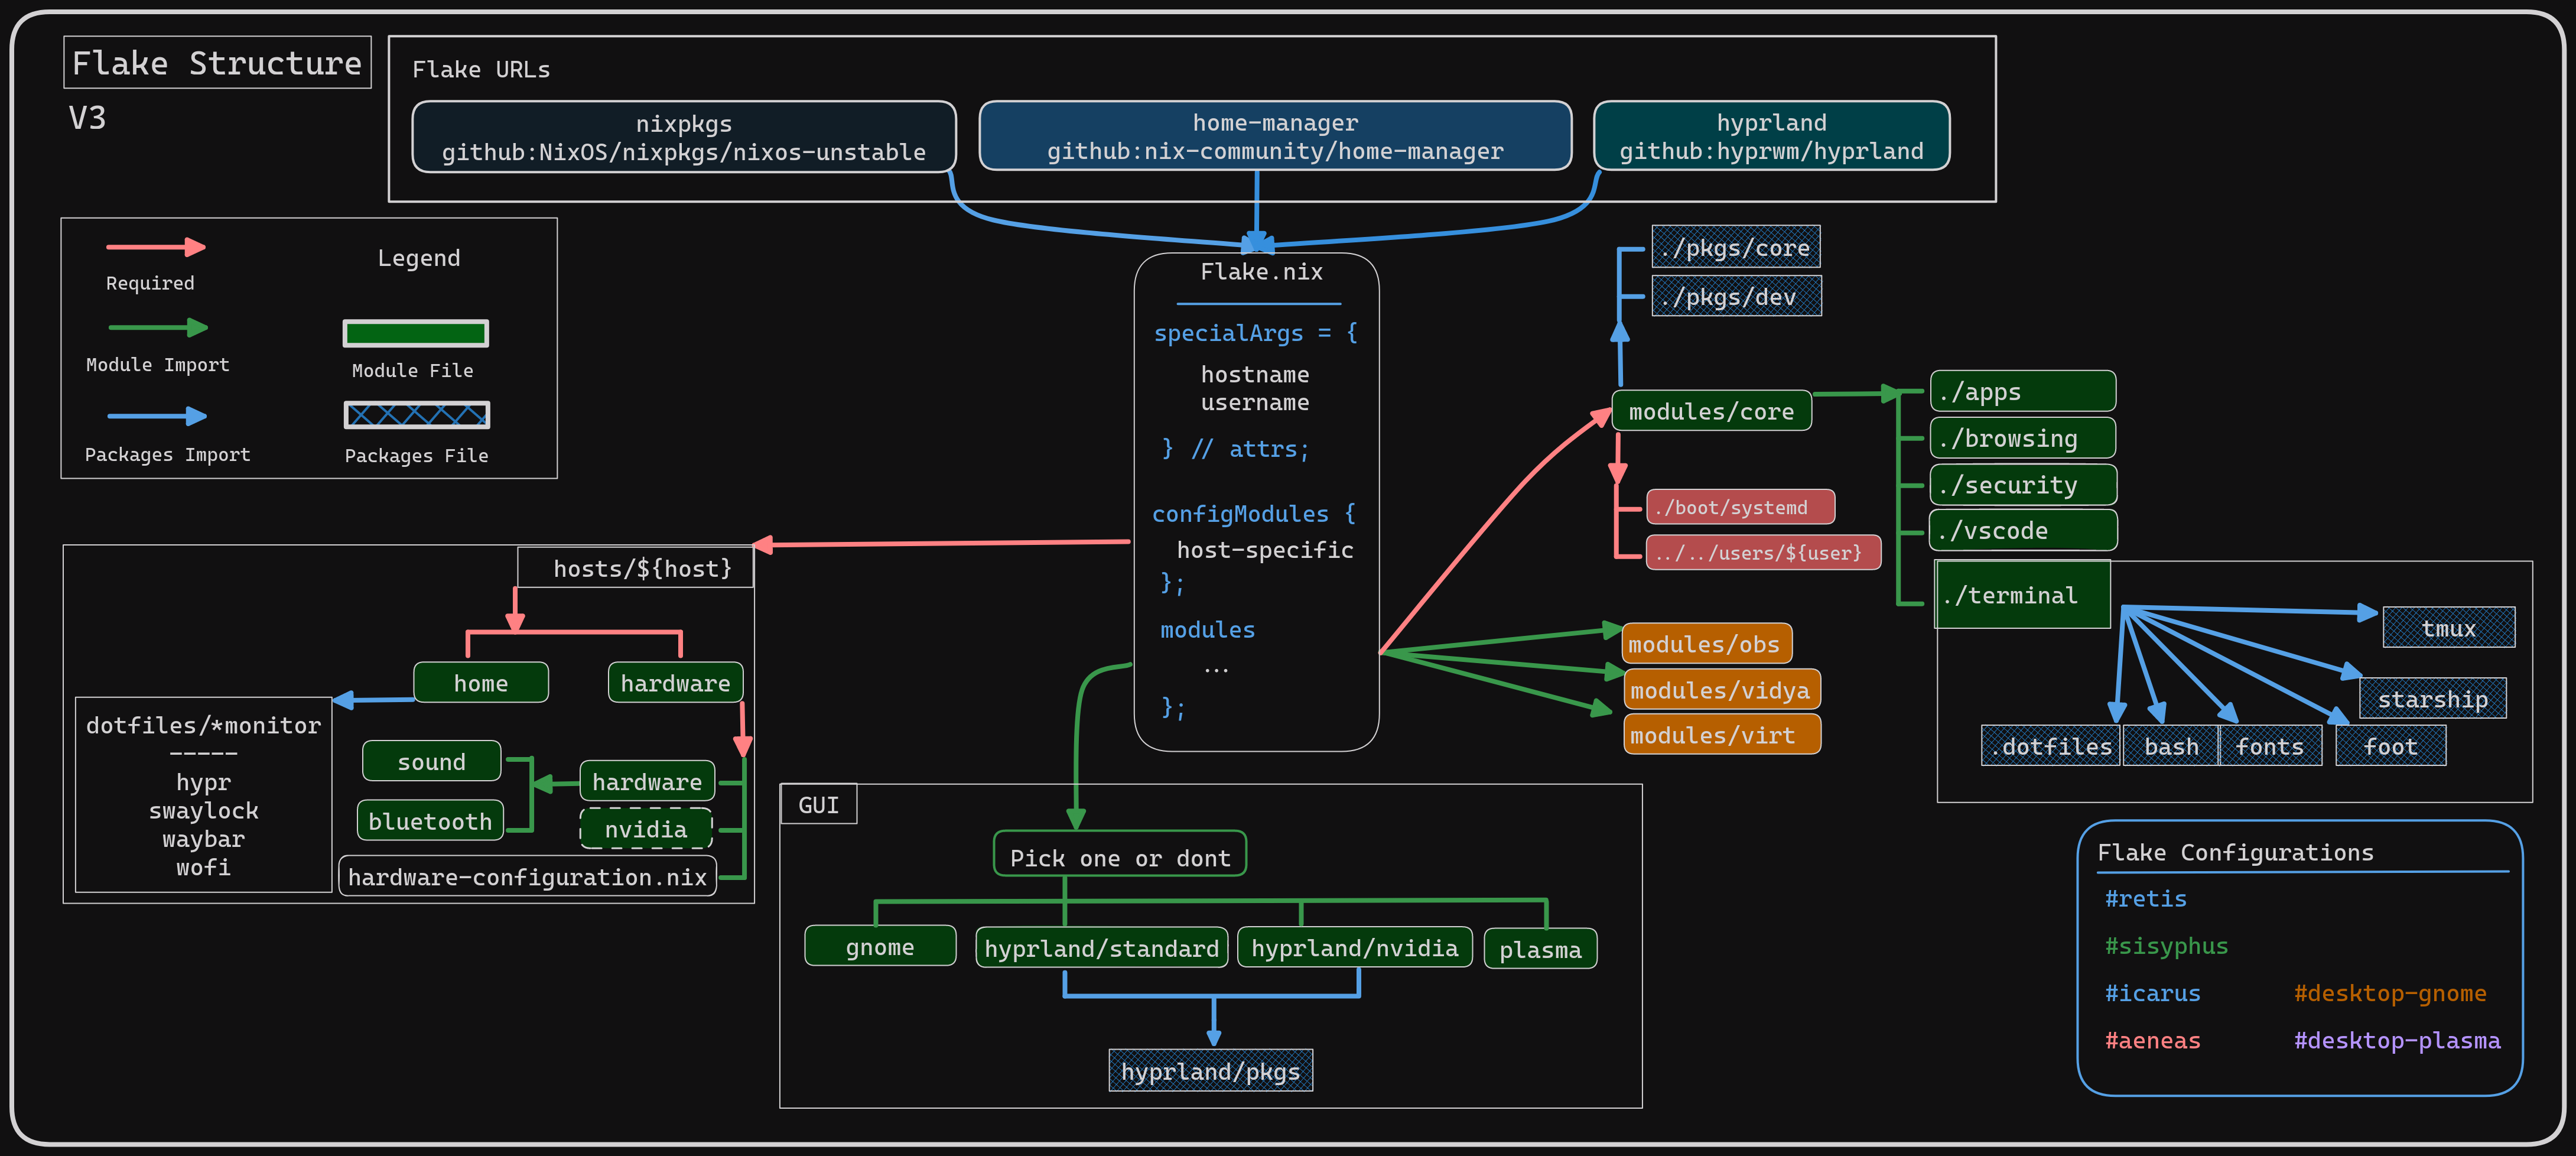 Flake Structure
V3
Flake URLs
nixpkgs
github:NixOS/nixpkgs/nixos-unstable
home-manager
github:nix-community/home-manager
hyprland
github:hyprwm/hyprland
Legend
Required
Module Import
Packages Import
Module File
Packages File
Flake.nix
specialArgs = {
hostname
username
} // attrs;
configModules {
host-specific
};
modules
...
};
./pkgs/core
./pkgs/dev
modules/core
./boot/systemd
../../users/${user}
./apps
./browsing
./security
./vscode
./terminal
tmux
starship
.dotfiles
bash
fonts
foot
modules/obs
modules/vidya
modules/virt
hosts/${host}
home
hardware
dotfiles/*monitor
-----
hypr
swaylock
waybar
wofi
sound
bluetooth
hardware
nvidia
hardware-configuration.nix
GUI
Pick one or dont
gnome
hyprland/standard
hyprland/nvidia
plasma
hyprland/pkgs
Flake Configurations
#retis
#sisyphus
#icarus
#desktop-gnome
#aeneas
#desktop-plasma